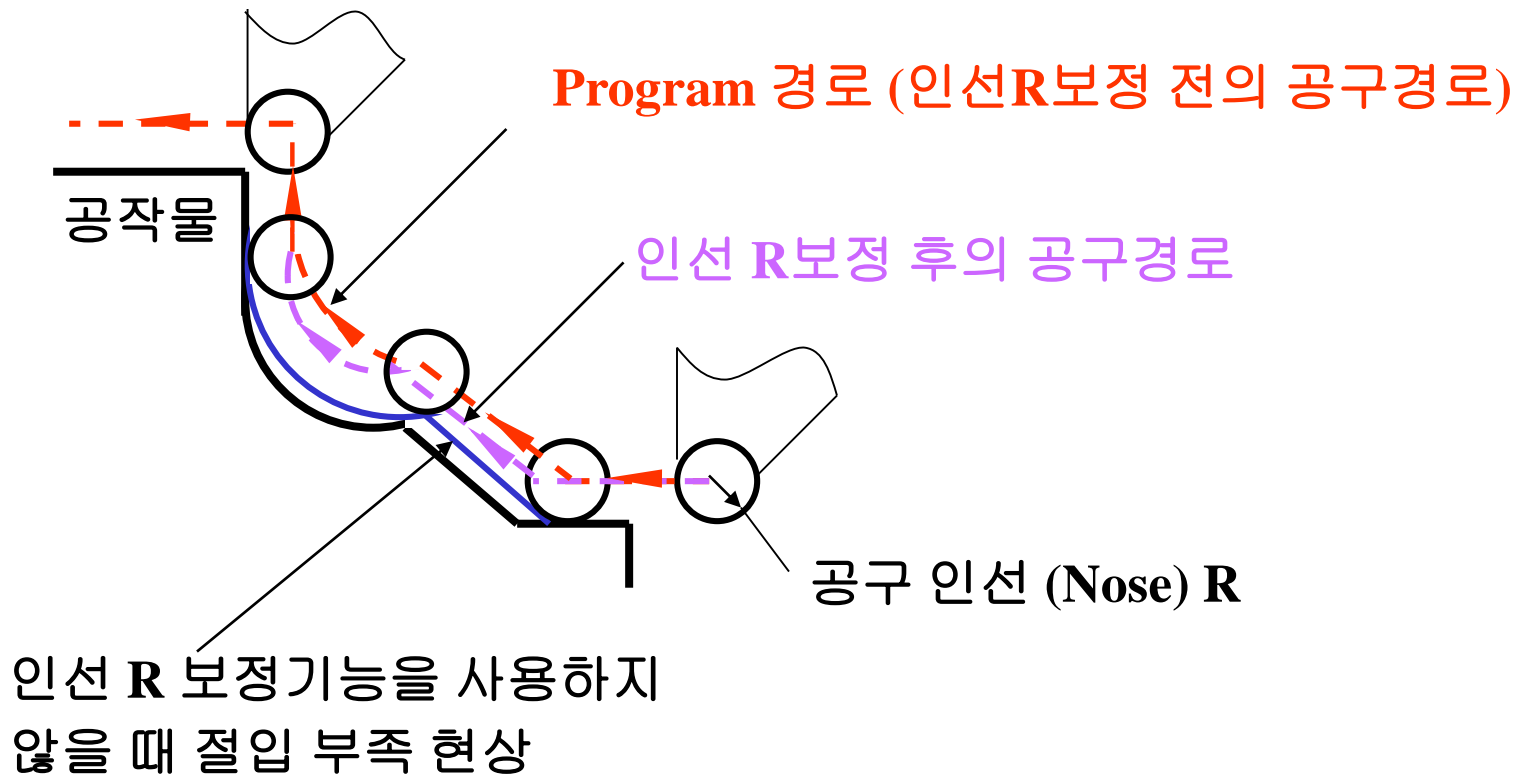 Program 경로 (인선R보정 전의 공구경로)
공작물
인선 R보정 후의 공구경로
공구 인선 (Nose) R
인선 R 보정기능을 사용하지
않을 때 절입 부족 현상